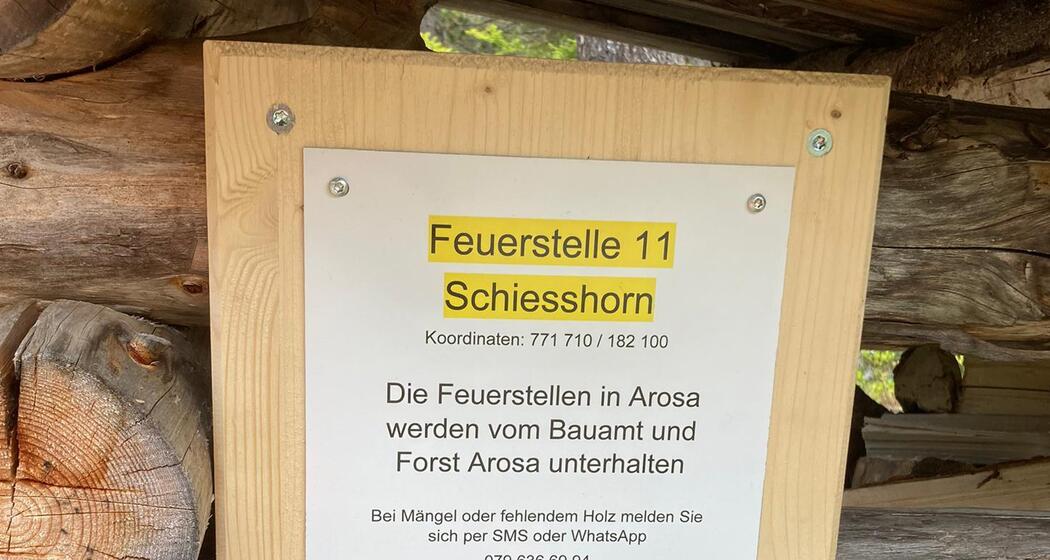 Feuerstelle 11
Schiesshorn
Koordinaten: 771 710 / 182 100
Die Feuerstellen in Arosa
werden vom Bauamt und
Forst Arosa unterhalten
Bei Mängel oder fehlendem Holz melden Sie
sich per SMS oder WhatsApp